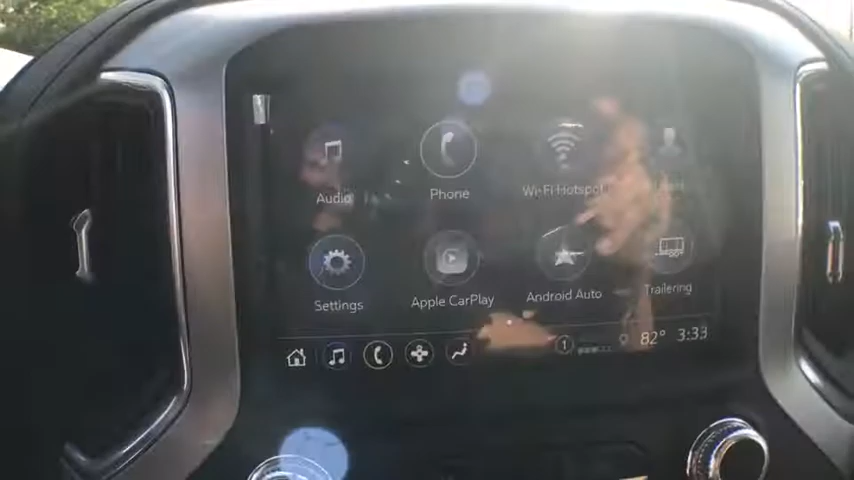 Audio
Phone
Wi-Fi Hotspot
Settings
Apple CarPlay
Android Auto
Trailering
1
82°
3:33